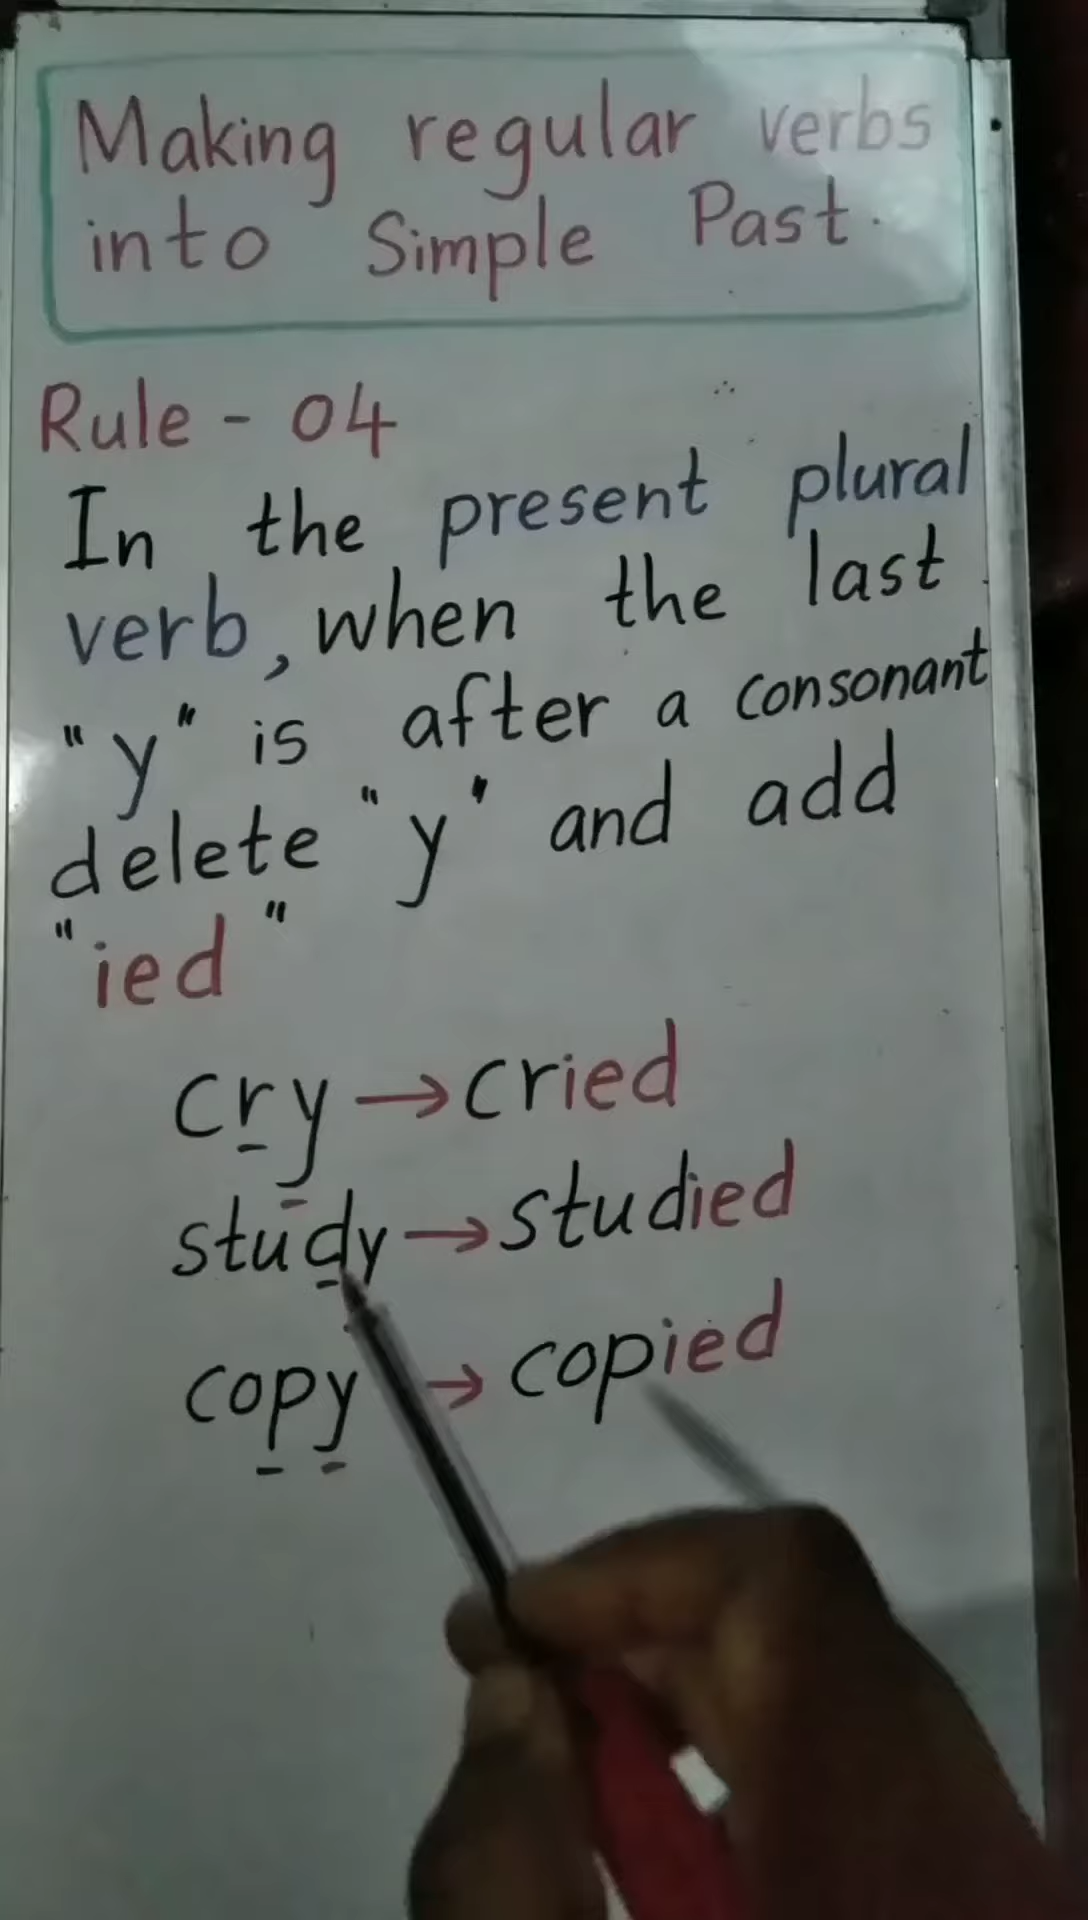 Making regular verbs
into Simple Past.
Rule - 04
In the present plural
verb, when the last
"y" is after a consonant
delete "y" and add
"ied"
cry → cried
study → studied
copy → copied